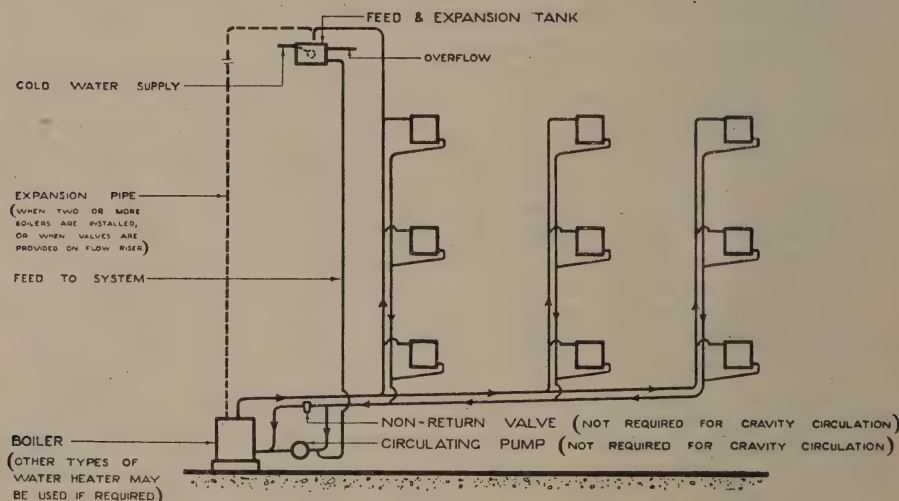 FEED & EXPANSION TANK
OVERFLOW
COLD WATER SUPPLY
EXPANSION PIPE
(WHEN TWO OR MORE
BOILERS ARE INSTALLED,
OR WHEN VALVES ARE
PROVIDED ON FLOW RISER)
FEED TO SYSTEM
NON-RETURN VALVE (NOT REQUIRED FOR GRAVITY CIRCULATION)
CIRCULATING PUMP (NOT REQUIRED FOR GRAVITY CIRCULATION)
BOILER
(OTHER TYPES OF
WATER HEATER MAY
BE USED IF REQUIRED)